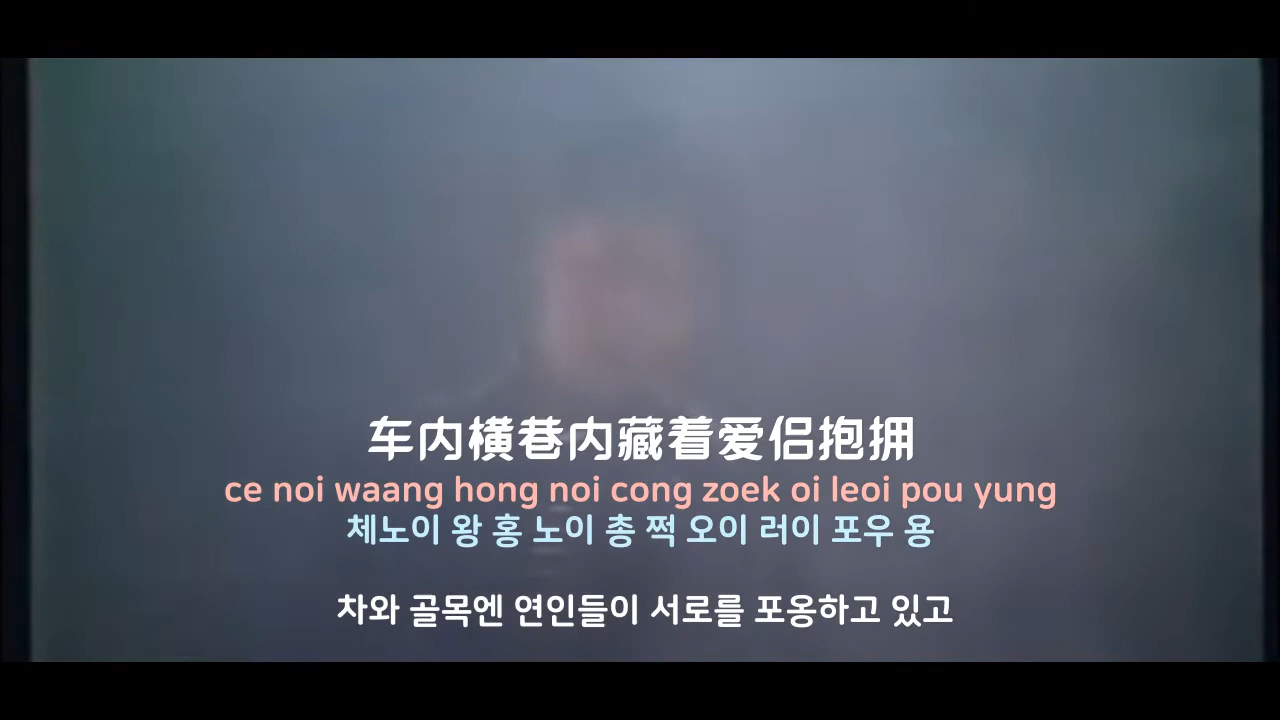 车内横巷内藏着爱侣抱拥
ce noi waang hong noi cong zoek oi leoi pou yung
체노이 왕 홍 노이 총 쩍 오이 러이 포우 용
차와 골목엔 연인들이 서로를 포옹하고 있고